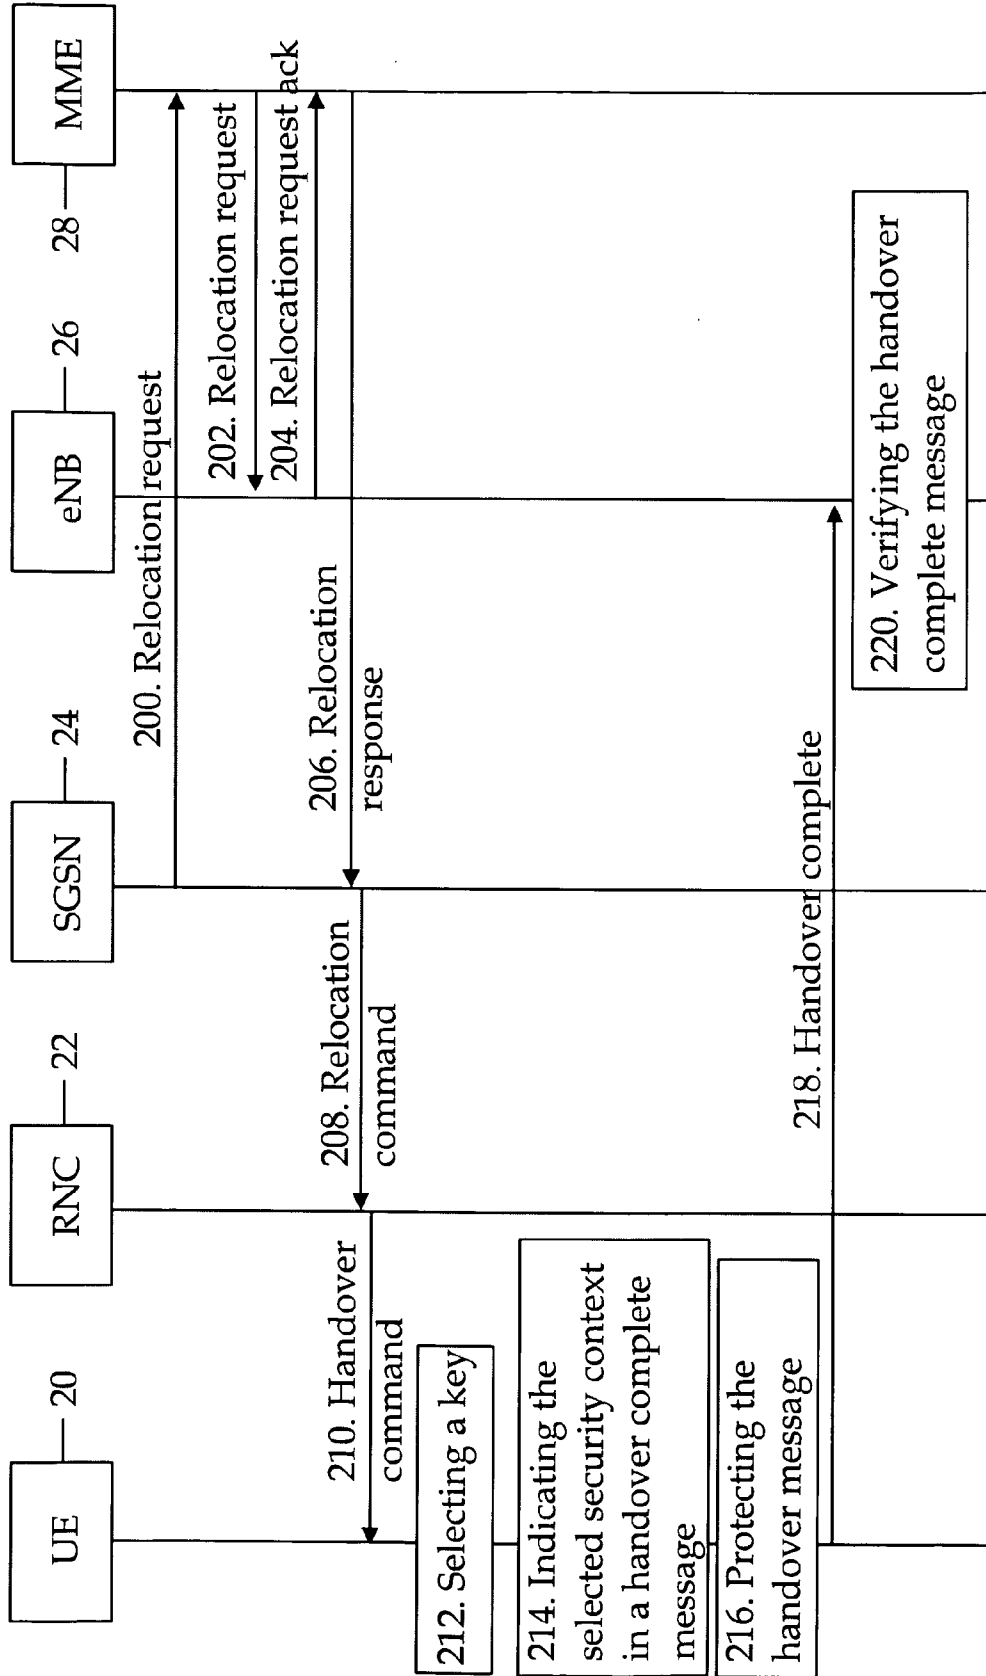 UE
20
RNC
22
SGSN
24
eNB
26
MME
28
200. Relocation request
202. Relocation request
204. Relocation request ack
206. Relocation
response
208. Relocation
command
210. Handover
command
212. Selecting a key
214. Indicating the
selected security context
in a handover complete
message
216. Protecting the
handover message
218. Handover complete
220. Verifying the handover
complete message